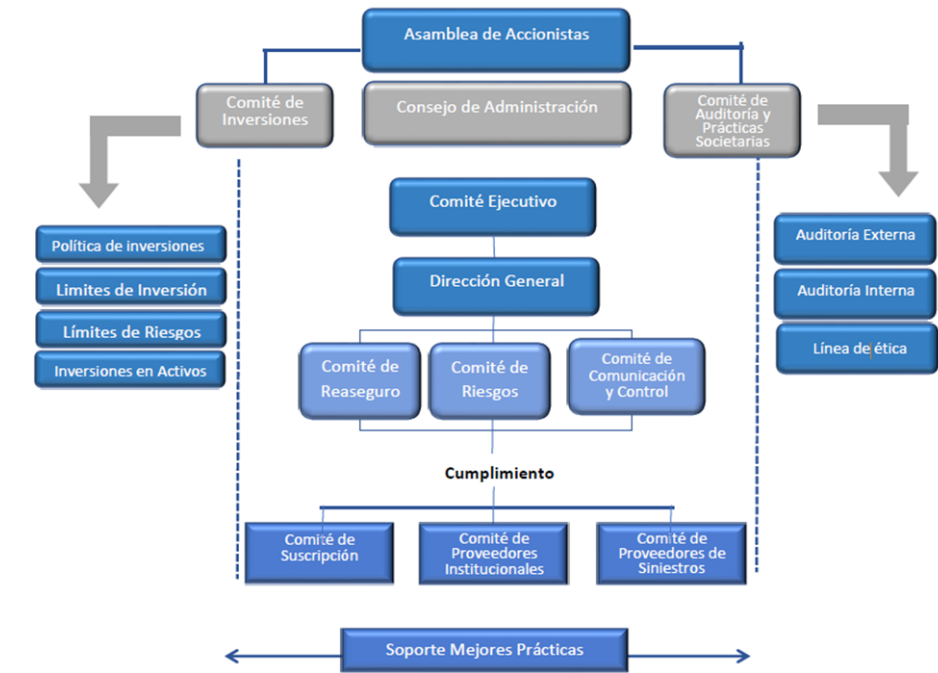 Asamblea de Accionistas
Comité de
Inversiones
Consejo de Administración
Comité de
Auditoría y
Prácticas
Societarias
Comité Ejecutivo
Dirección General
Política de inversiones
Limites de Inversión
Límites de Riesgos
Inversiones en Activos
Auditoría Externa
Auditoría Interna
Línea de ética
Comité de
Reaseguro
Comité de
Riesgos
Comité de
Comunicación
y Control
Cumplimiento
Comité de
Suscripción
Comité de
Proveedores
Institucionales
Comité de
Proveedores de
Siniestros
Soporte Mejores Prácticas